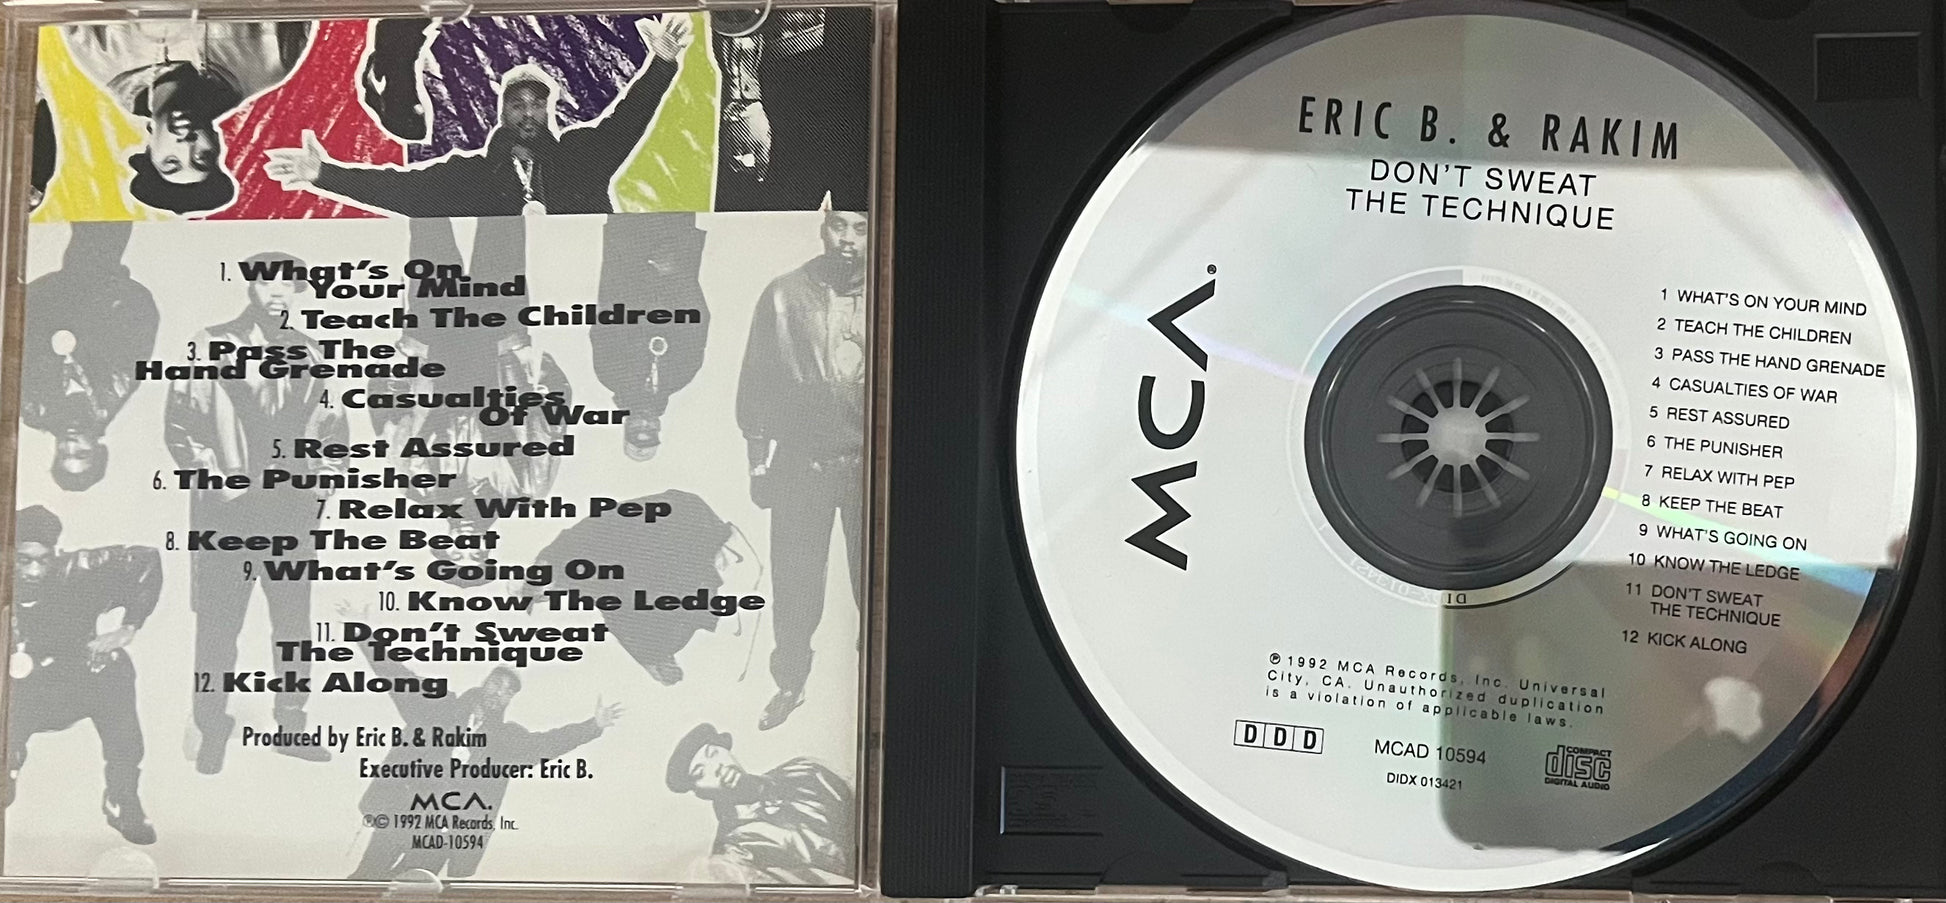 1. What's On
Your Mind
2. Teach The Children
3. Pass The
Hand Grenade
4. Casualties
Of War
5. Rest Assured
6. The Punisher
7. Relax With Pep
8. Keep The Beat
9. What's Going On
10. Know The Ledge
11. Don't Sweat
The Technique
12. Kick Along
Produced by Eric B. & Rakim
Executive Producer: Eric B.
MCA.
℗© 1992 MCA Records, Inc.
MCAD-10594
ERIC B. & RAKIM
DON'T SWEAT
THE TECHNIQUE
MCA®
1 WHAT'S ON YOUR MIND
2 TEACH THE CHILDREN
3 PASS THE HAND GRENADE
4 CASUALTIES OF WAR
5 REST ASSURED
6 THE PUNISHER
7 RELAX WITH PEP
8 KEEP THE BEAT
9 WHAT'S GOING ON
10 KNOW THE LEDGE
11 DON'T SWEAT
THE TECHNIQUE
12 KICK ALONG
℗ 1992 MCA Records, Inc. Universal
City, CA. Unauthorized duplication
is a violation of applicable laws.
DDD
MCAD 10594
DIDX 013421
COMPACT
disc
DIGITAL AUDIO